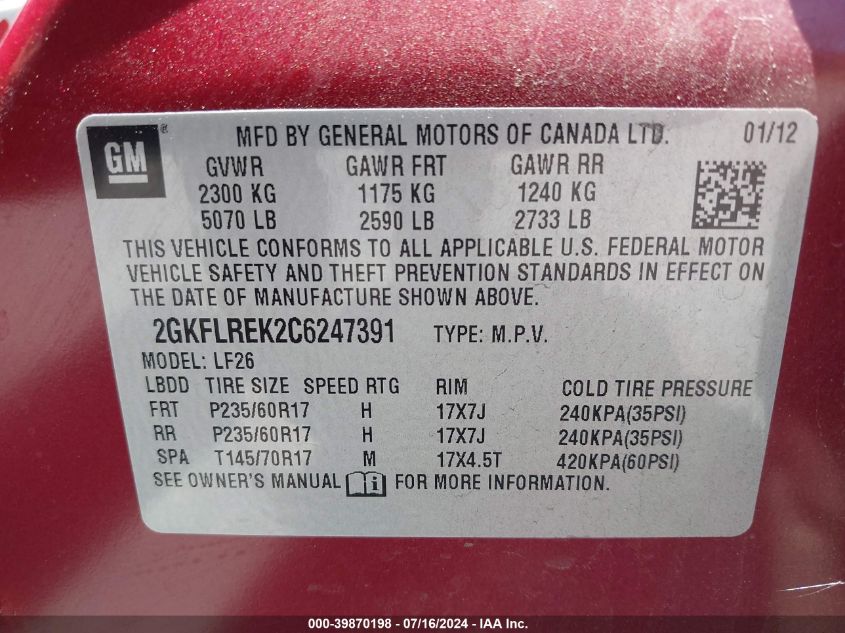 GM ® MFD BY GENERAL MOTORS OF CANADA LTD. 01/12
GVWR GAWR FRT GAWR RR
2300 KG 1175 KG 1240 KG
5070 LB 2590 LB 2733 LB
THIS VEHICLE CONFORMS TO ALL APPLICABLE U.S. FEDERAL MOTOR
VEHICLE SAFETY AND THEFT PREVENTION STANDARDS IN EFFECT ON
THE DATE OF MANUFACTURE SHOWN ABOVE.
2GKFLREK2C6247391 TYPE: M.P.V.
MODEL: LF26
LBDD TIRE SIZE SPEED RTG RIM COLD TIRE PRESSURE
FRT P235/60R17 H 17X7J 240KPA(35PSI)
RR P235/60R17 H 17X7J 240KPA(35PSI)
SPA T145/70R17 M 17X4.5T 420KPA(60PSI)
SEE OWNER'S MANUAL FOR MORE INFORMATION.
000-39870198 - 07/16/2024 - IAA Inc.